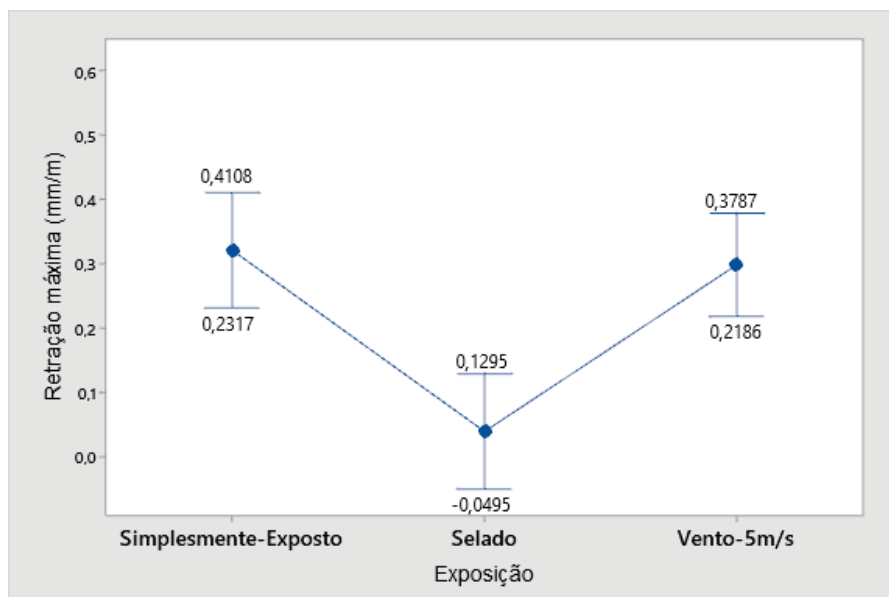 Retração máxima (mm/m)
0,6
0,5
0,4
0,3
0,2
0,1
0,0
0,4108
0,2317
0,1295
-0,0495
0,3787
0,2186
Simplesmente-Exposto
Selado
Vento-5m/s
Exposição